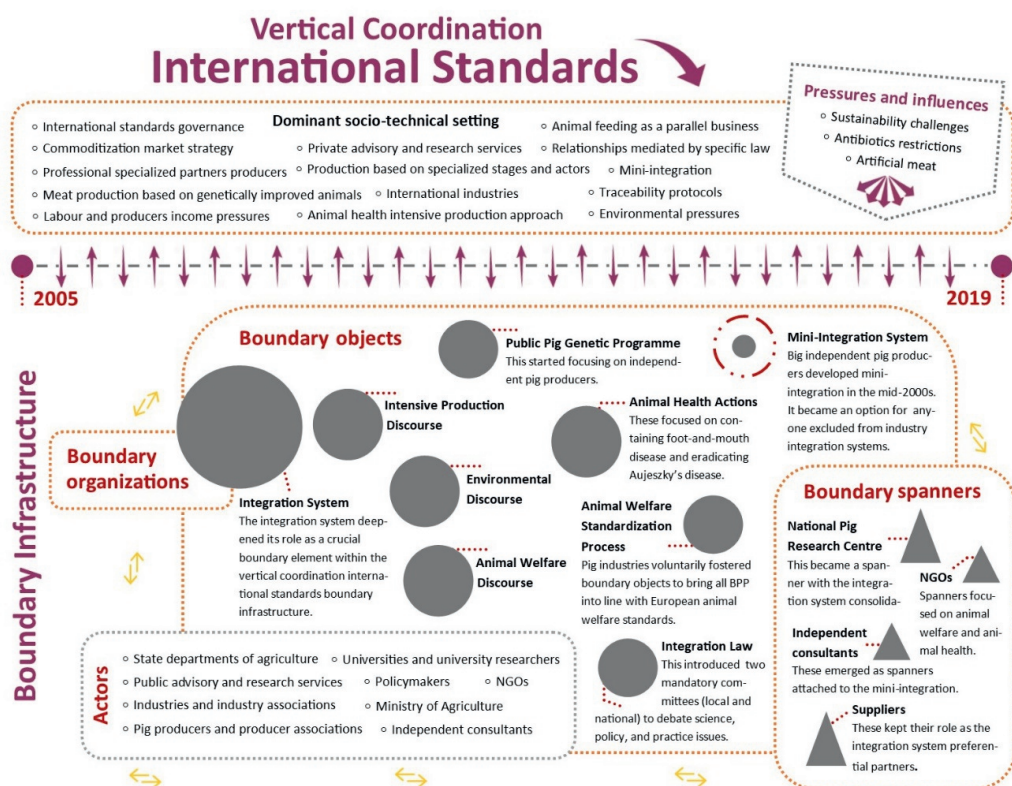 Vertical Coordination
International Standards
Pressures and influences
○ Sustainability challenges
○ Antibiotics restrictions
○ Artificial meat
Dominant socio-technical setting
○ International standards governance
○ Commoditization market strategy
○ Professional specialized partners producers
○ Meat production based on genetically improved animals
○ Labour and producers income pressures
○ Private advisory and research services
○ Production based on specialized stages and actors
○ International industries
○ Animal health intensive production approach
○ Animal feeding as a parallel business
○ Relationships mediated by specific law
○ Mini-integration
○ Traceability protocols
○ Environmental pressures
2005
2019
Boundary Infrastructure
Boundary objects
Boundary
organizations
Integration System
The integration system deep-
ened its role as a crucial
boundary element within the
vertical coordination interna-
tional standards boundary
infrastructure.
Intensive Production
Discourse
Public Pig Genetic Programme
This started focusing on independ-
ent pig producers.
Environmental
Discourse
Animal Welfare
Discourse
Animal Health Actions
These focused on con-
taining foot-and-mouth
disease and eradicating
Aujeszky's disease.
Animal Welfare
Standardization
Process
Pig industries voluntarily fostered
boundary objects to bring all BPP
into line with European animal
welfare standards.
Integration Law
This introduced two
mandatory com-
mittees (local and
national) to debate science,
policy, and practice issues.
Mini-Integration System
Big independent pig produc-
ers developed mini-
integration in the mid-2000s.
It became an option for any-
one excluded from industry
integration systems.
Boundary spanners
National Pig
Research Centre
This became a span-
ner with the integra-
tion system consolida-
NGOs
Spanners focu-
sed on animal
welfare and ani-
mal health.
Independent
consultants
These emerged as spanners
attached to the mini-integration.
Suppliers
These kept their role as the
integration system preferen-
tial partners.
Actors
○ State departments of agriculture
○ Universities and university researchers
○ Public advisory and research services
○ Policymakers
○ NGOs
○ Industries and industry associations
○ Ministry of Agriculture
○ Pig producers and producer associations
○ Independent consultants